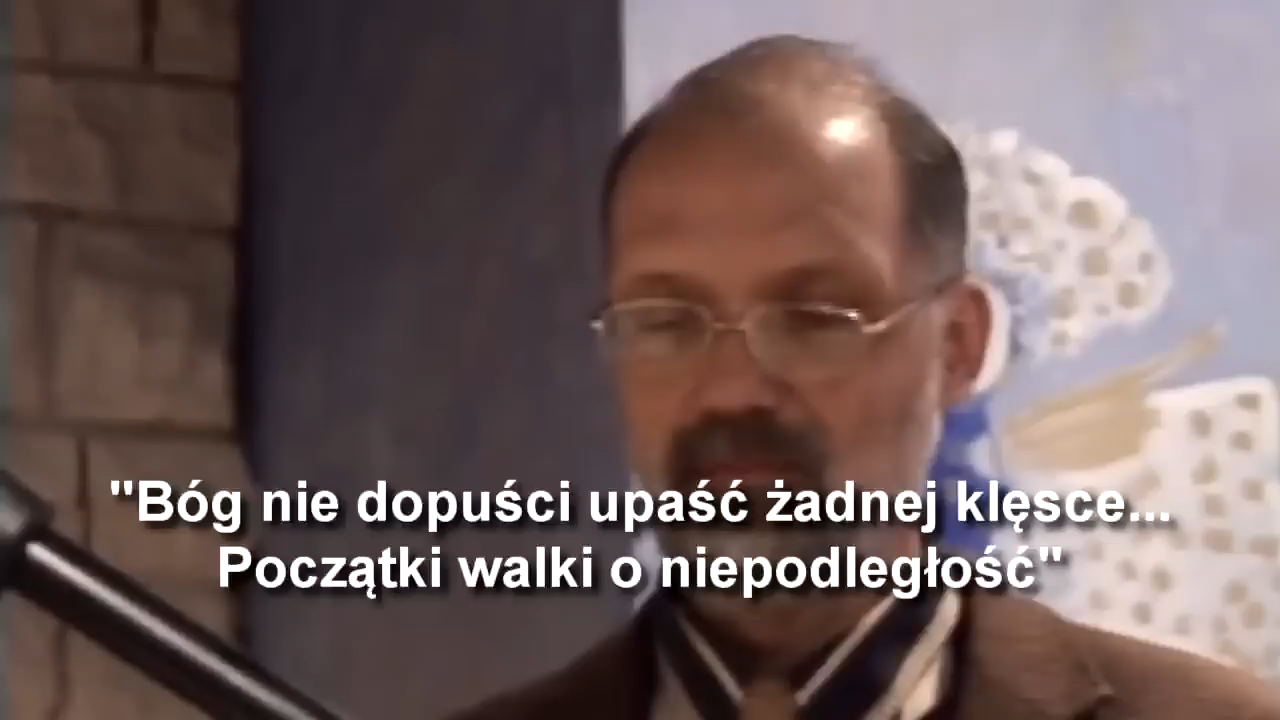 "Bóg nie dopuści upaść żadnej klęsce...
Początki walki o niepodległość"